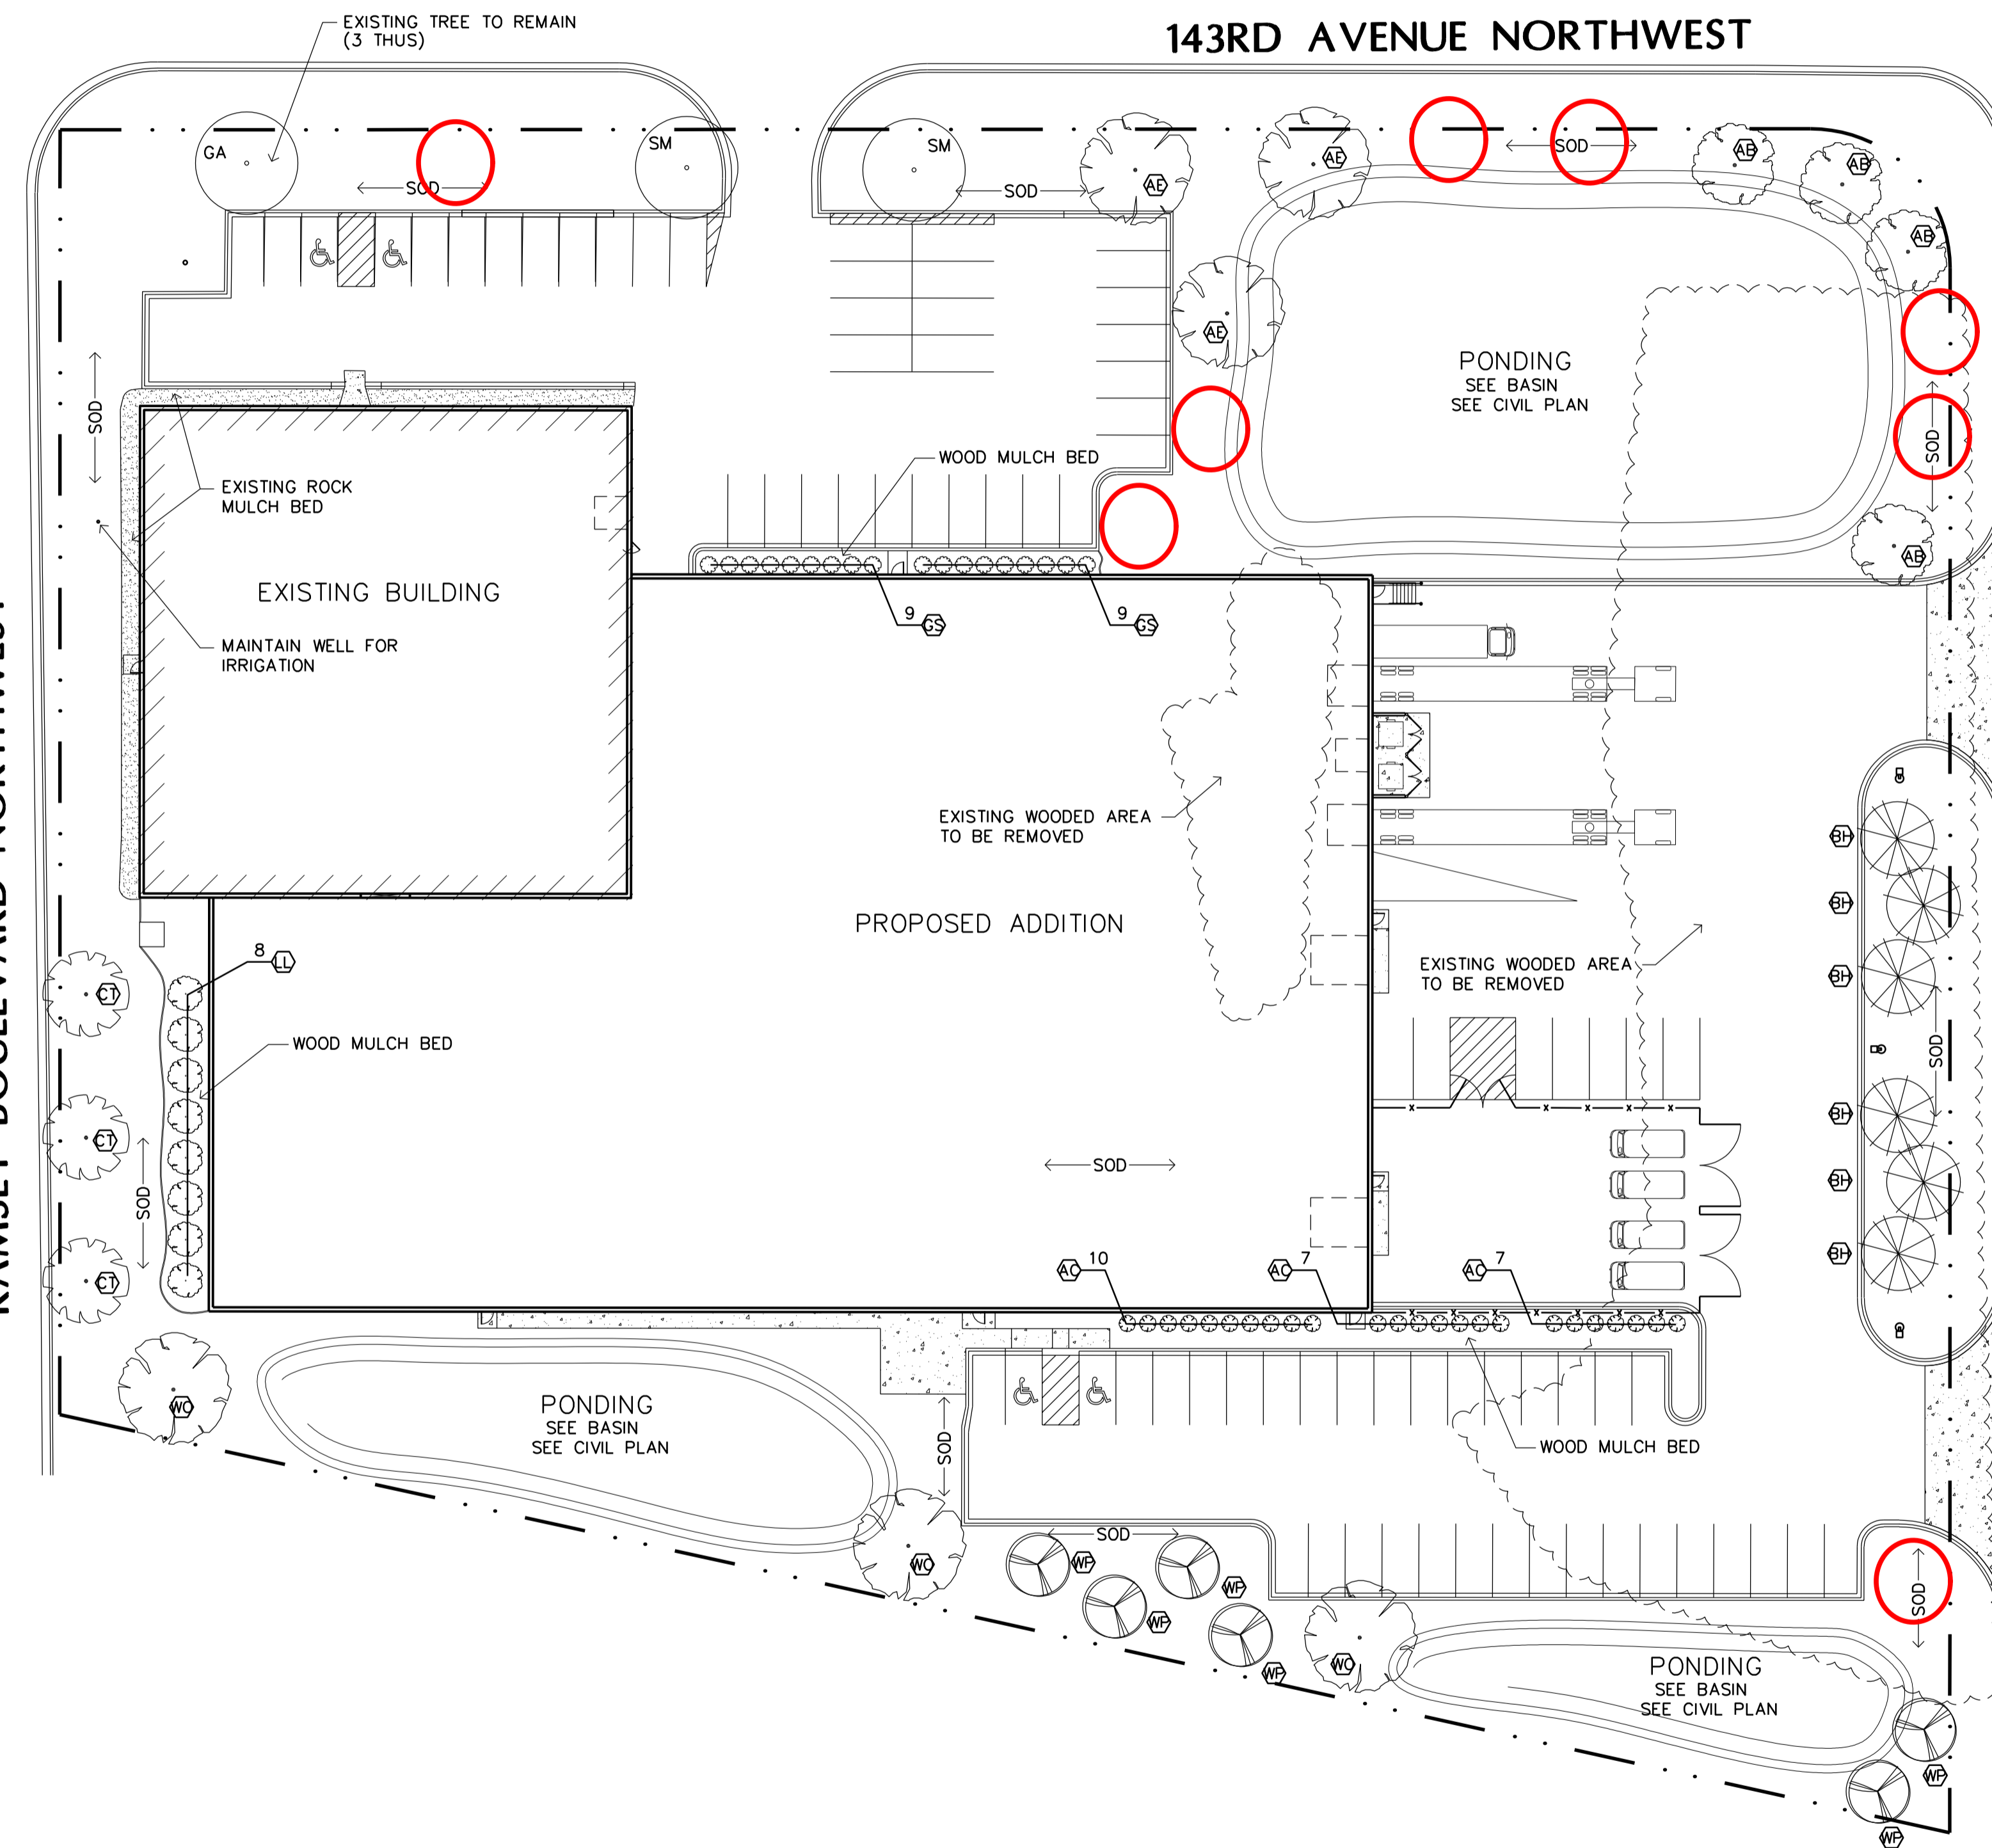 EXISTING TREE TO REMAIN
(3 THUS)
143RD AVENUE NORTHWEST
GA
SOD
SM
SM
SOD
AE
AE
SOD
AB
AB
AB
AE
PONDING
SEE BASIN
SEE CIVIL PLAN
SOD
SOD
WOOD MULCH BED
EXISTING ROCK
MULCH BED
AB
EXISTING BUILDING
9 GS
9 GS
MAINTAIN WELL FOR
IRRIGATION
EXISTING WOODED AREA
TO BE REMOVED
BH
BH
PROPOSED ADDITION
8 LL
EXISTING WOODED AREA
TO BE REMOVED
BH
CT
WOOD MULCH BED
SOD
BH
CT
SOD
SOD
BH
CT
AC 10
AC 7
AC 7
BH
PONDING
SEE BASIN
SEE CIVIL PLAN
WO
SOD
WOOD MULCH BED
SOD
WO
WP
WP
WP
WP
SOD
WO
PONDING
SEE BASIN
SEE CIVIL PLAN
WP
WP